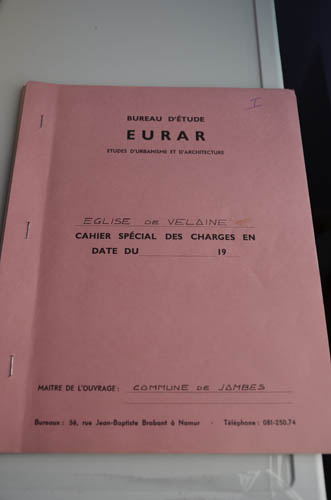 I
BUREAU D'ÉTUDE
EURAR
ETUDES D'URBANISME ET D'ARCHITECTURE
EGLISE DE VELAINE
CAHIER SPÉCIAL DES CHARGES EN
DATE DU 19
MAITRE DE L'OUVRAGE: COMMUNE DE JAMBES
Bureaux: 56, rue Jean-Baptiste Brabant à Namur - Téléphone: 081-250.74